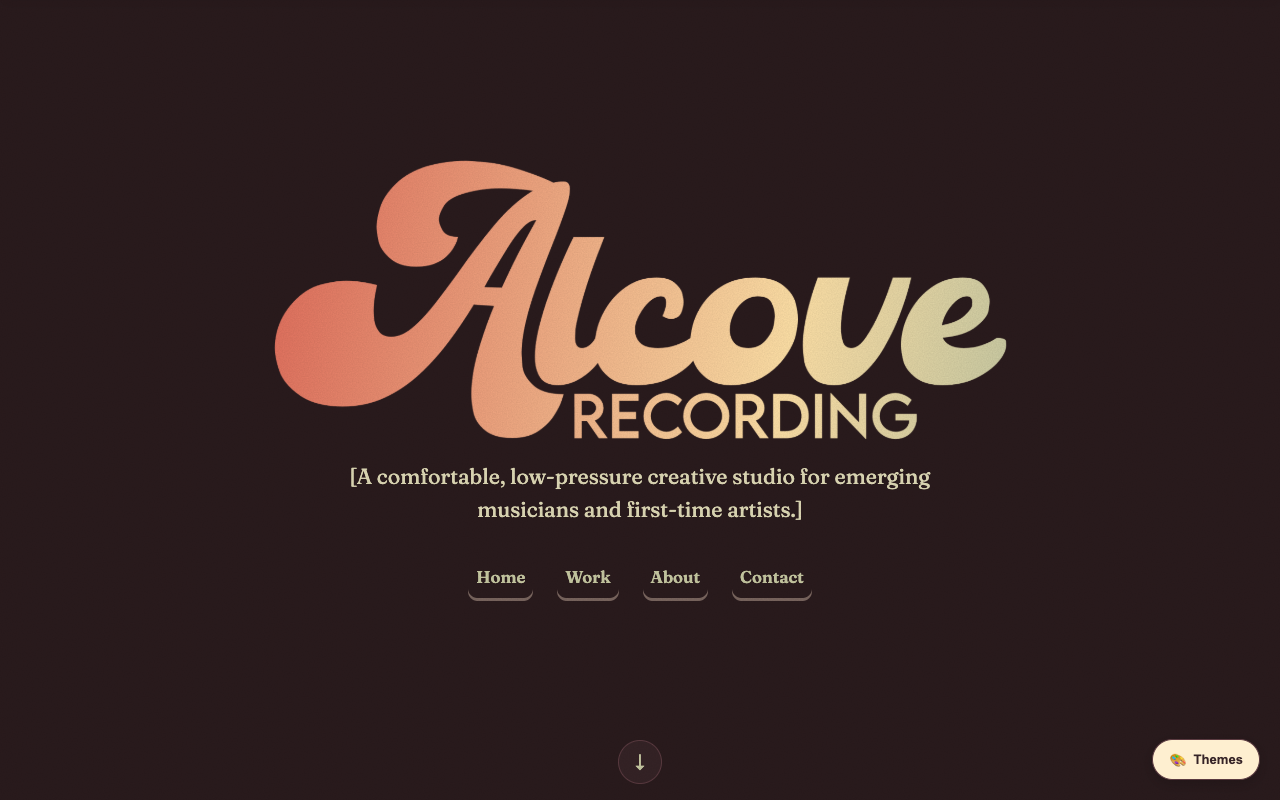 Alcove
RECORDING
[A comfortable, low-pressure creative studio for emerging
musicians and first-time artists.]
Home Work About Contact
Themes